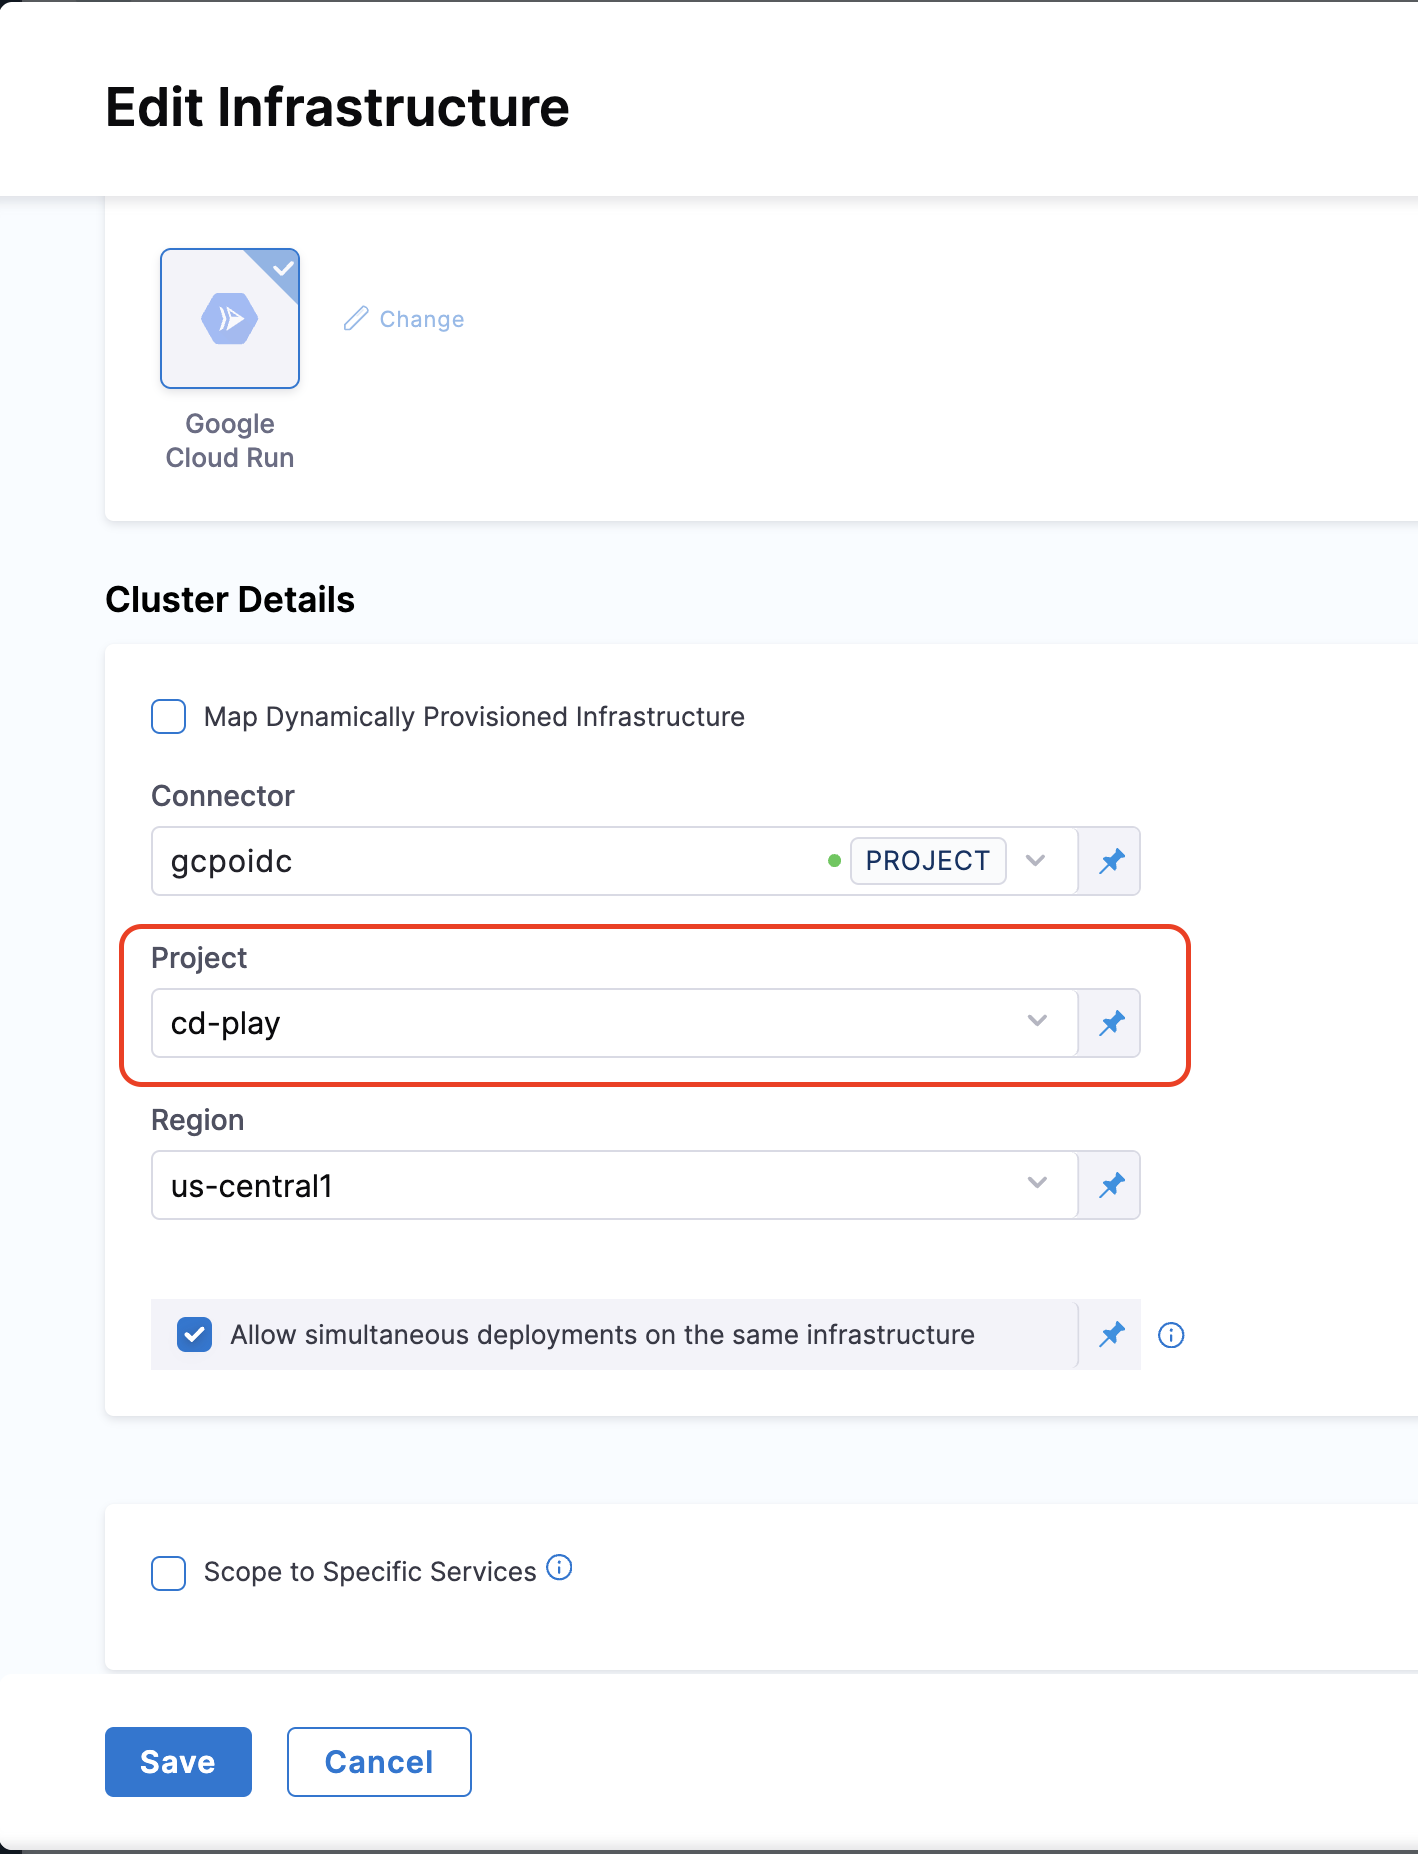 Edit Infrastructure
Change
Google
Cloud Run
Cluster Details
Map Dynamically Provisioned Infrastructure
Connector
gcpoidc PROJECT
Project
cd-play
Region
us-central1
Allow simultaneous deployments on the same infrastructure
Scope to Specific Services
Save Cancel